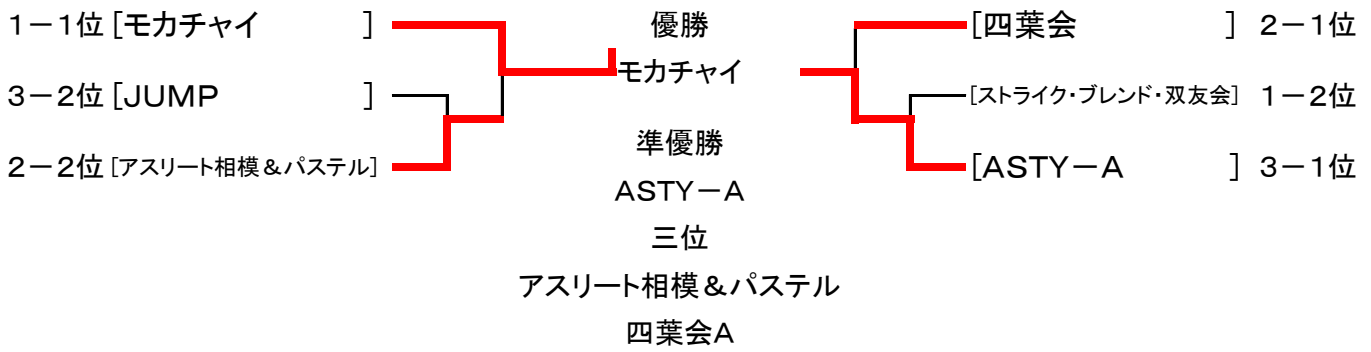 1－1位 [モカチャイ ] 優勝 [四葉会 ] 2－1位
モカチャイ
3－2位 [JUMP ] [ストライク・ブレンド・双友会] 1－2位
準優勝
2－2位 [アスリート相模＆パステル] [ASTY－A ] 3－1位
ASTY－A
三位
アスリート相模＆パステル
四葉会A